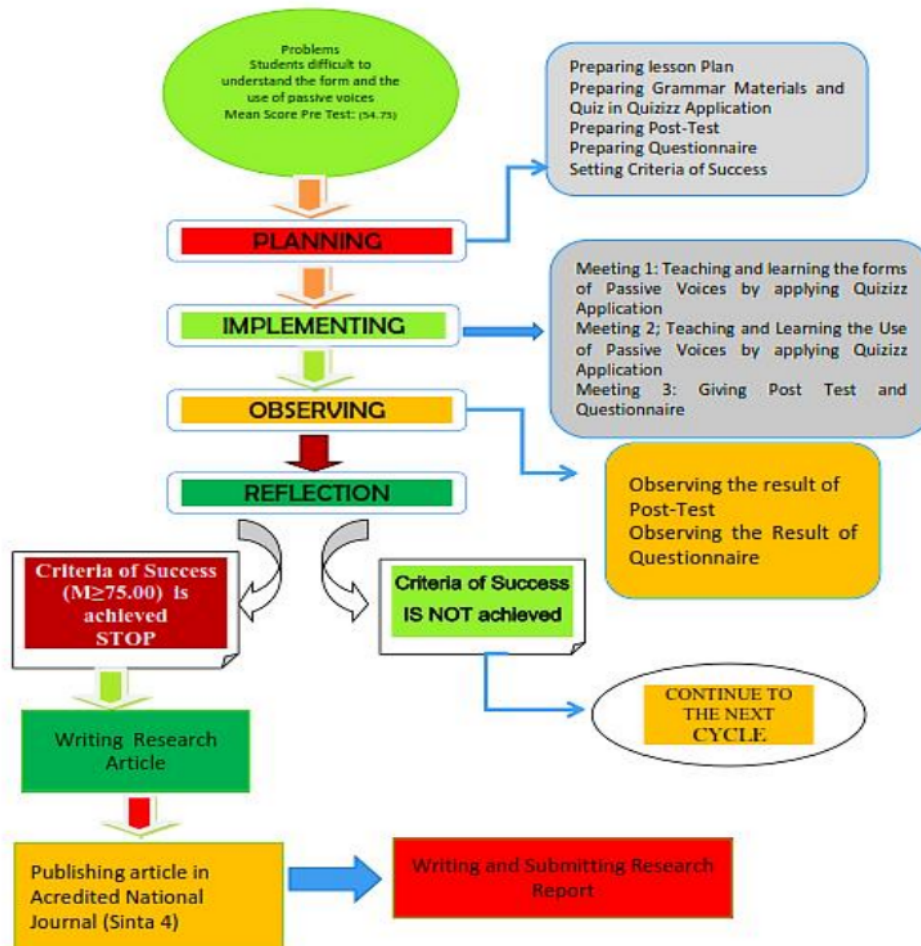 Problems
Students difficult to
understand the form and the
use of passive voices
Mean Score Pre Test: (54.75)
Preparing lesson Plan
Preparing Grammar Materials and
Quiz in Quizizz Application
Preparing Post-Test
Preparing Questionnaire
Setting Criteria of Success
PLANNING
Meeting 1: Teaching and learning the forms
of Passive Voices by applying Quizizz
Application
Meeting 2; Teaching and Learning the Use
of Passive Voices by applying Quizizz
Application
Meeting 3: Giving Post Test and
Questionnaire
IMPLEMENTING
OBSERVING
Observing the result of
Post-Test
Observing the Result of
Questionnaire
REFLECTION
Criteria of Success
(M≥75.00) is
achieved
STOP
Criteria of Success
IS NOT achieved
CONTINUE TO
THE NEXT
CYCLE
Writing Research
Article
Publishing article in
Acredited National
Journal (Sinta 4)
Writing and Submitting Research
Report